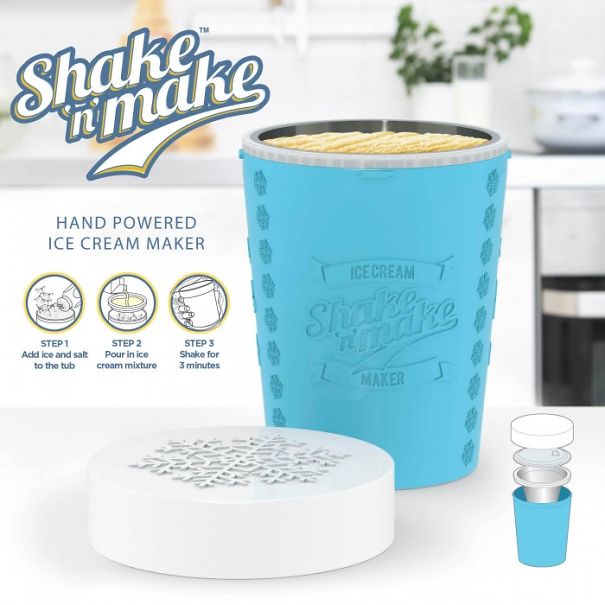 Shake
'n' make™
HAND POWERED
ICE CREAM MAKER
STEP 1
Add ice and salt
to the tub
STEP 2
Pour in ice
cream mixture
STEP 3
Shake for
3 minutes
ICE CREAM
Shake
'n' make
MAKER